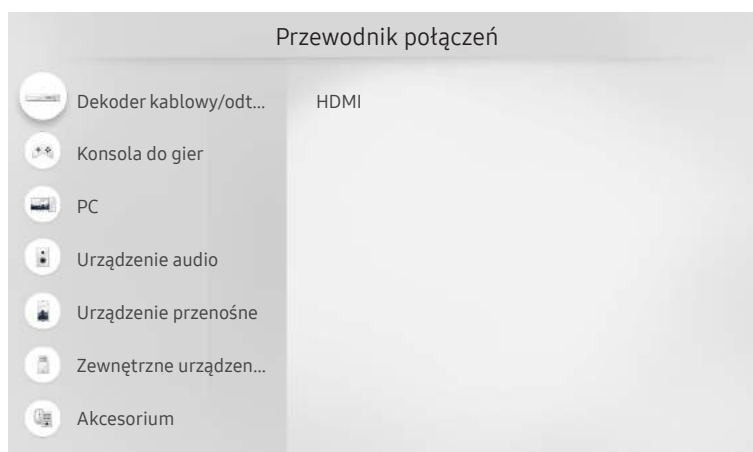 Przewodnik połączeń
Dekoder kablowy/odt...
HDMI
Konsola do gier
PC
Urządzenie audio
Urządzenie przenośne
Zewnętrzne urządzen...
Akcesorium